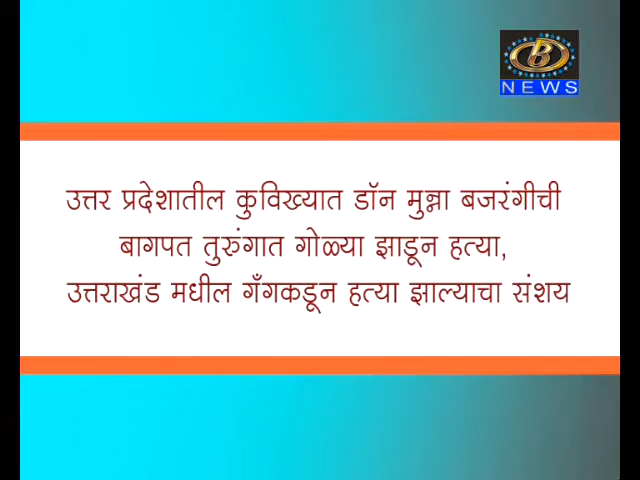 B
NEWS
उत्तर प्रदेशातील कुविख्यात डॉन मुन्ना बजरंगीची
बागपत तुरुंगात गोळ्या झाडून हत्या,
उत्तराखंड मधील गँगकडून हत्या झाल्याचा संशय